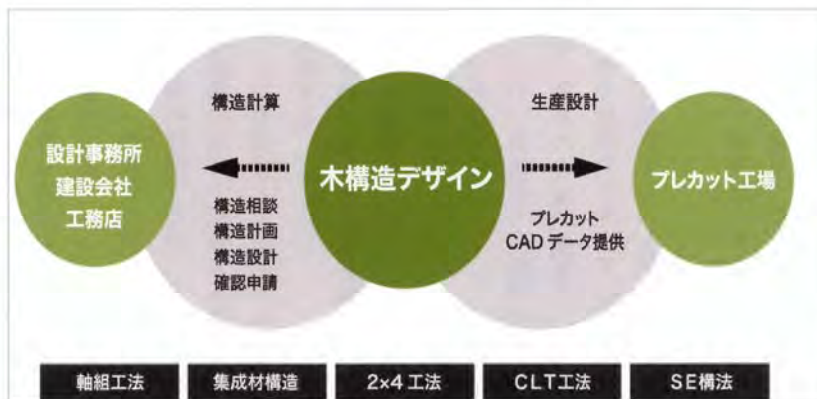 設計事務所
建設会社
工務店
構造計算
構造相談
構造計画
構造設計
確認申請
木構造デザイン
生産設計
プレカット
CADデータ提供
プレカット工場
軸組工法
集成材構造
2×4工法
CLT工法
SE構法